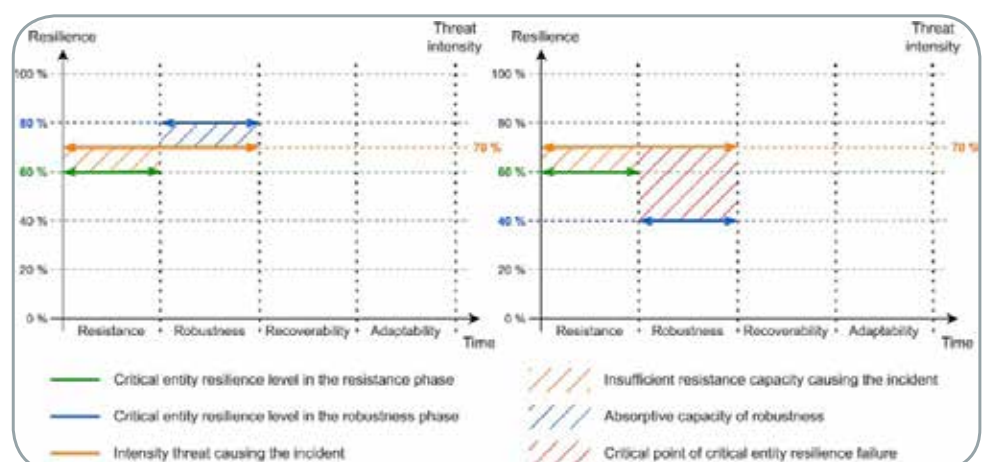 Resilience
Threat
intensity
100 %
80 %
70 %
60 %
40 %
20 %
0 %
Resistance
Robustness
Recoverability
Adaptability
Time
Resilience
Threat
intensity
100 %
80 %
70 %
60 %
40 %
20 %
0 %
Resistance
Robustness
Recoverability
Adaptability
Time
Critical entity resilience level in the resistance phase
Critical entity resilience level in the robustness phase
Intensity threat causing the incident
Insufficient resistance capacity causing the incident
Absorptive capacity of robustness
Critical point of critical entity resilience failure